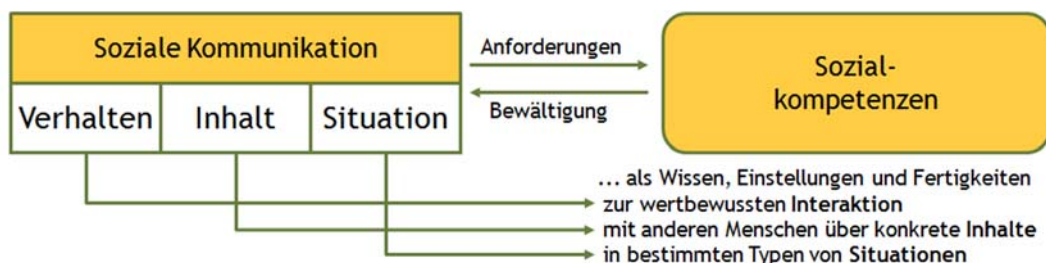 Soziale Kommunikation
Verhalten
Inhalt
Situation
Anforderungen
Bewältigung
Sozial-
kompetenzen
... als Wissen, Einstellungen und Fertigkeiten
zur wertbewussten Interaktion
mit anderen Menschen über konkrete Inhalte
in bestimmten Typen von Situationen